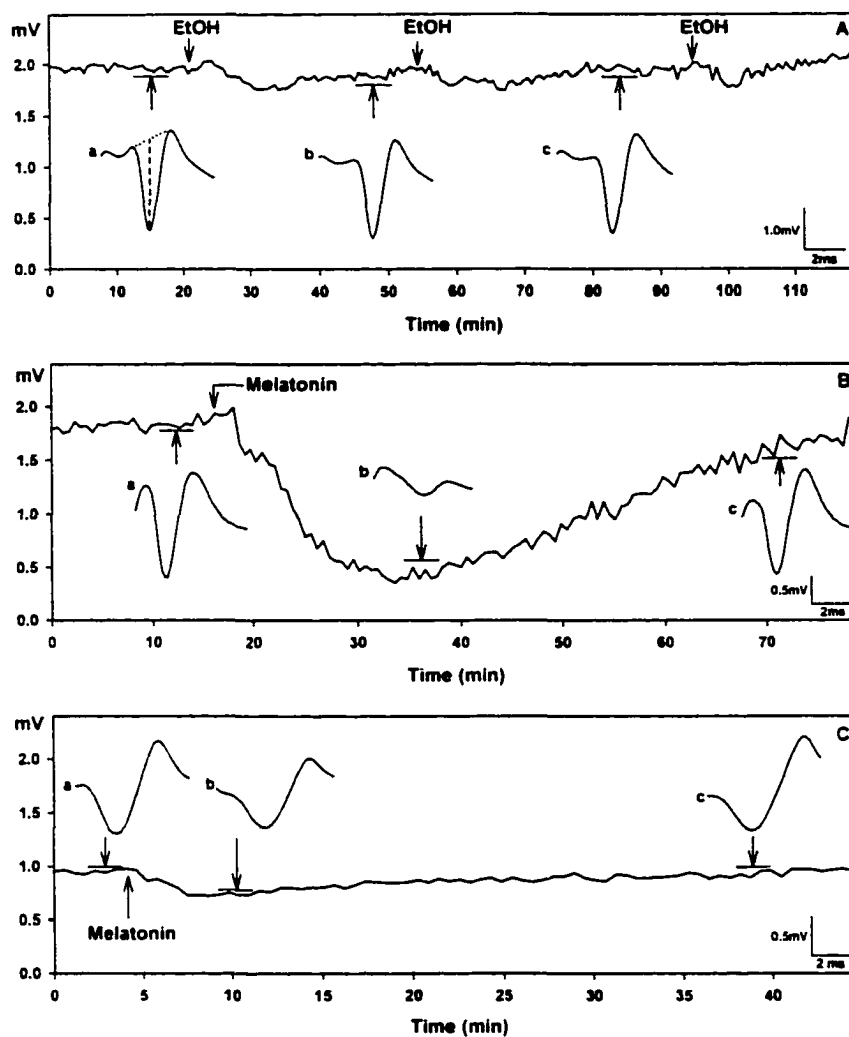 mV EtOH EtOH EtOH A
2.0
1.5
a b c
1.0
0.5
1.0mV
2ms
0.0
0 10 20 30 40 50 60 70 80 90 100 110
Time (min)
mV Melatonin B
2.0
1.5
a b c
1.0
0.5
0.5mV
2ms
0.0
0 10 20 30 40 50 60 70
Time (min)
mV C
2.0
a b c
1.5
1.0
Melatonin
0.5
0.5mV
2 ms
0.0
0 5 10 15 20 25 30 35 40
Time (min)